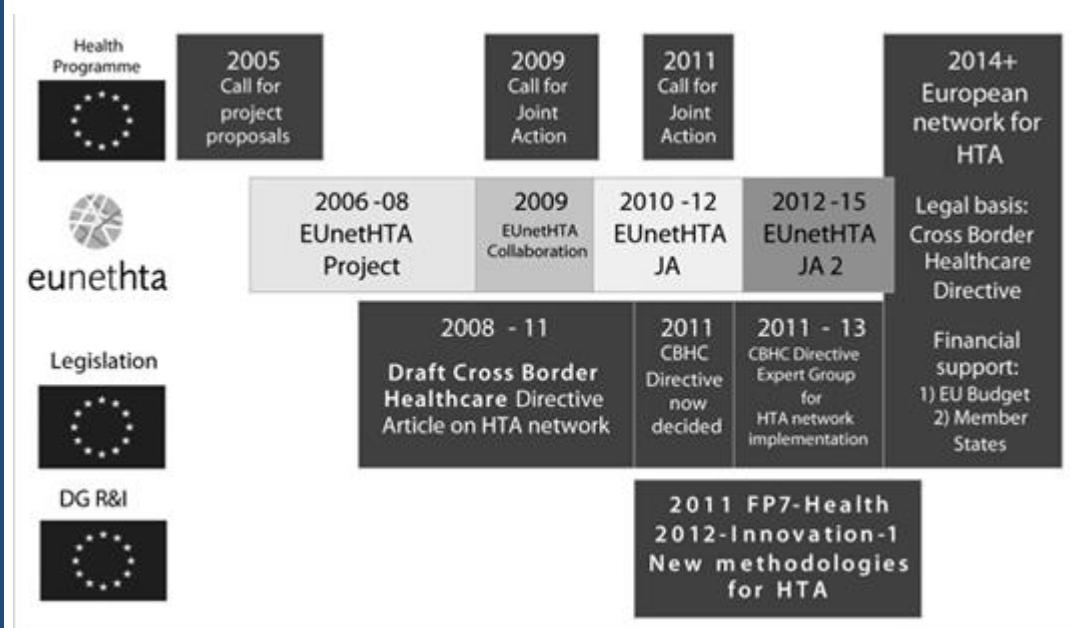 Health
Programme
2005
Call for
project
proposals
2009
Call for
Joint
Action
2011
Call for
Joint
Action
2014+
European
network for
HTA
Legal basis:
Cross Border
Healthcare
Directive
Financial
support:
1) EU Budget
2) Member
States
eunethta
2006 -08
EUnetHTA
Project
2009
EUnetHTA
Collaboration
2010 -12
EUnetHTA
JA
2012 -15
EUnetHTA
JA 2
Legislation
2008 - 11
Draft Cross Border
Healthcare Directive
Article on HTA network
2011
CBHC
Directive
now
decided
2011 - 13
CBHC Directive
Expert Group
for
HTA network
implementation
DG R&I
2011 FP7-Health
2012-Innovation-1
New methodologies
for HTA